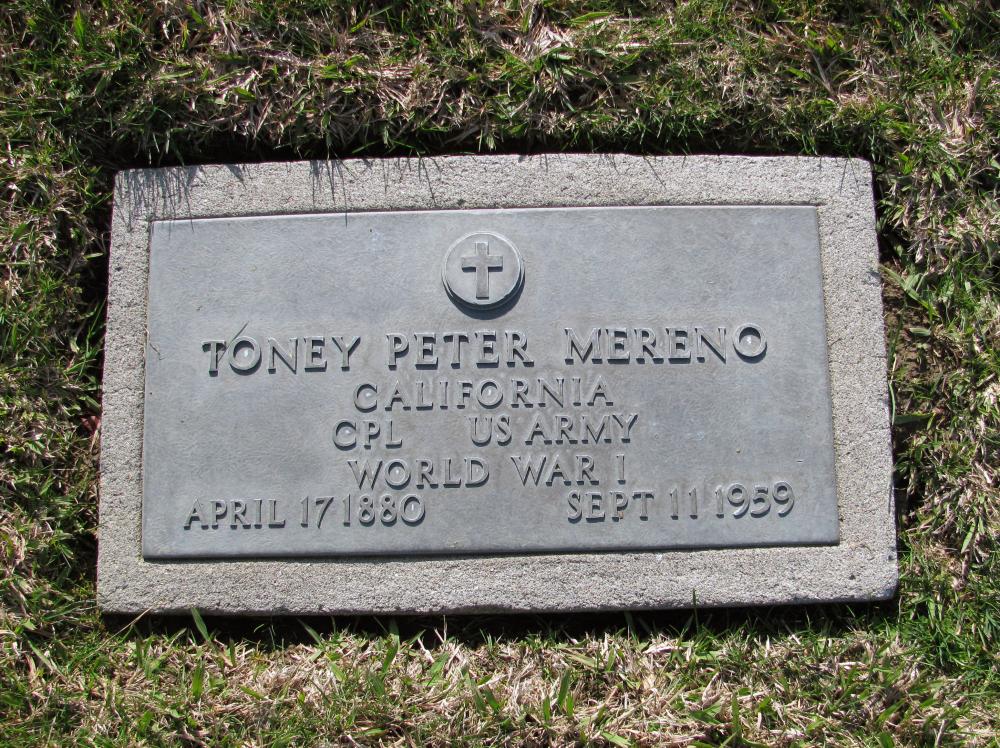 TONEY PETER MERENO
CALIFORNIA
CPL US ARMY
WORLD WAR I
APRIL 17 1880 SEPT 11 1959